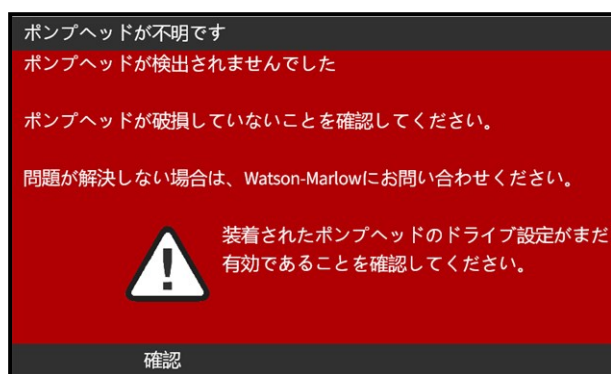 ポンプヘッドが不明です
ポンプヘッドが検出されませんでした
ポンプヘッドが破損していないことを確認してください。
問題が解決しない場合は、Watson-Marlowにお問い合わせください。
装着されたポンプヘッドのドライブ設定がまだ
有効であることを確認してください。
確認